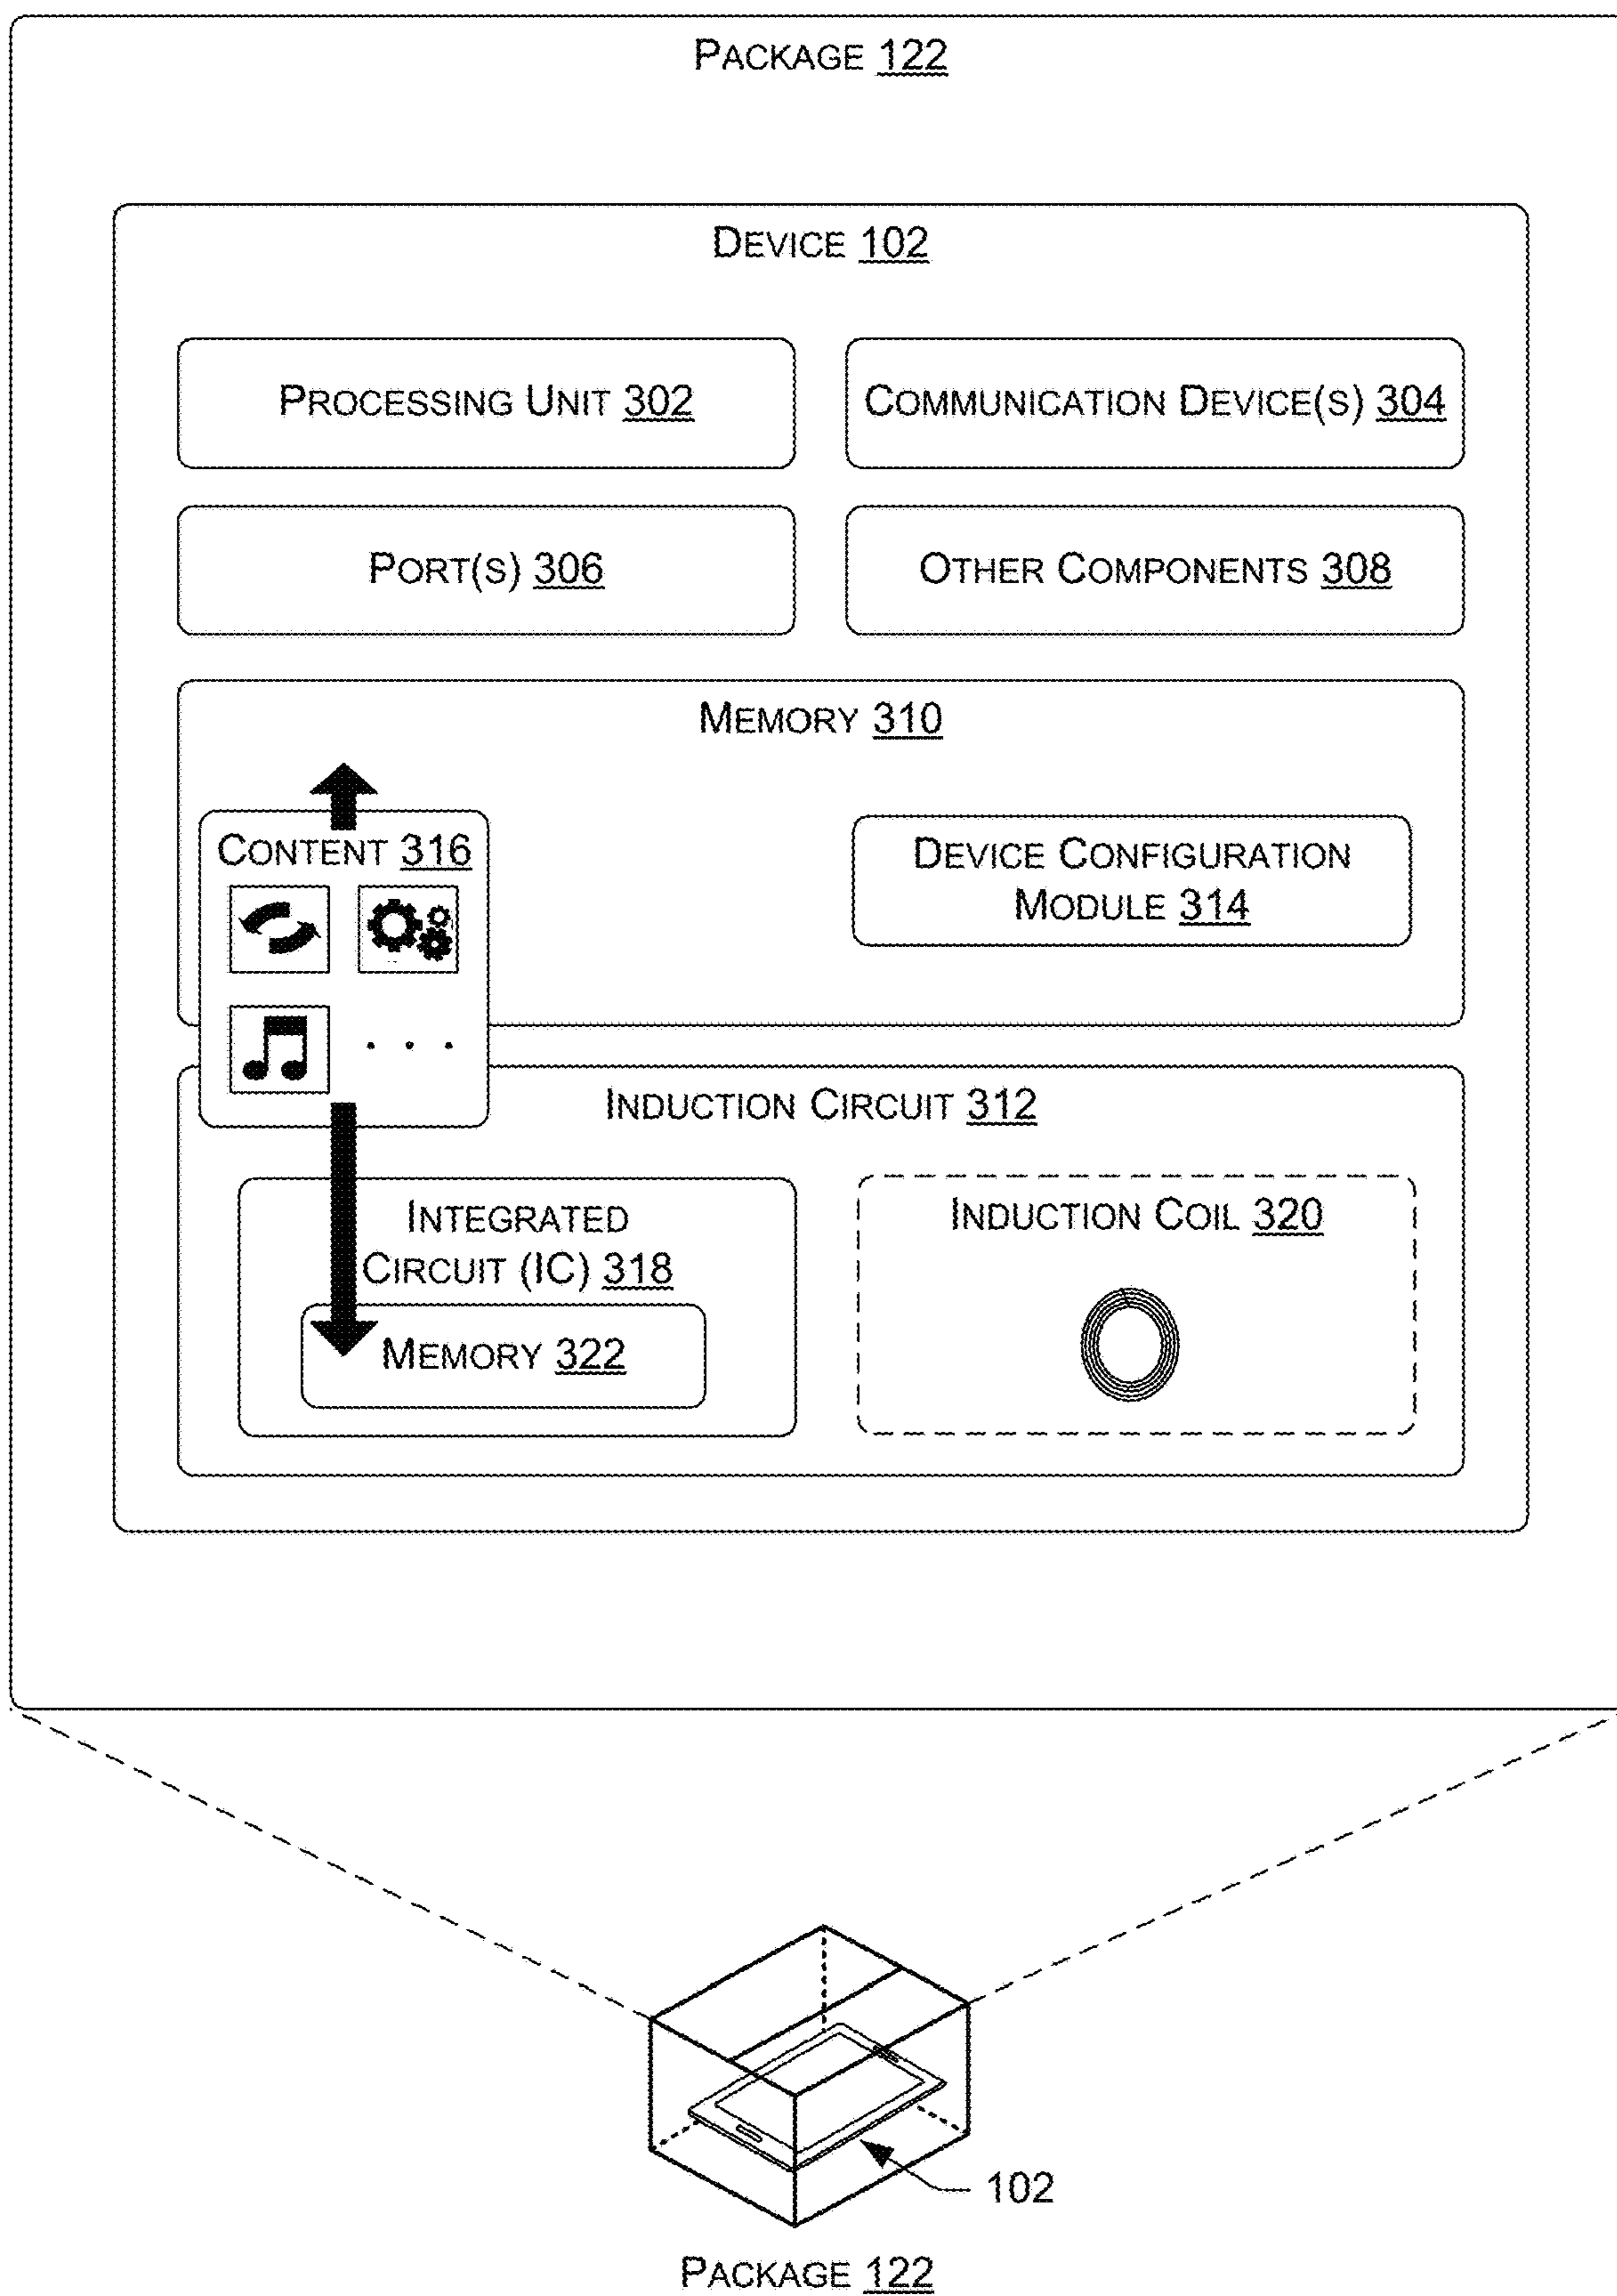 PACKAGE 122
DEVICE 102
PROCESSING UNIT 302
COMMUNICATION DEVICE(S) 304
PORT(S) 306
OTHER COMPONENTS 308
MEMORY 310
CONTENT 316
. . .
DEVICE CONFIGURATION
MODULE 314
INDUCTION CIRCUIT 312
INTEGRATED
CIRCUIT (IC) 318
MEMORY 322
INDUCTION COIL 320
102
PACKAGE 122